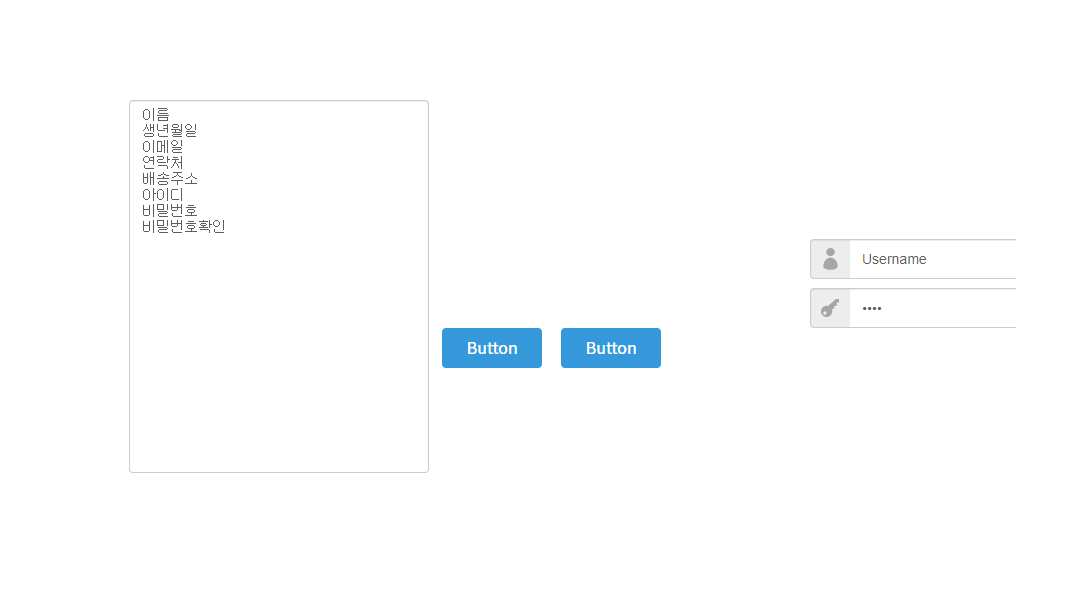 이름
생년월일
이메일
연락처
배송주소
아이디
비밀번호
비밀번호확인
Button Button
Username
••••